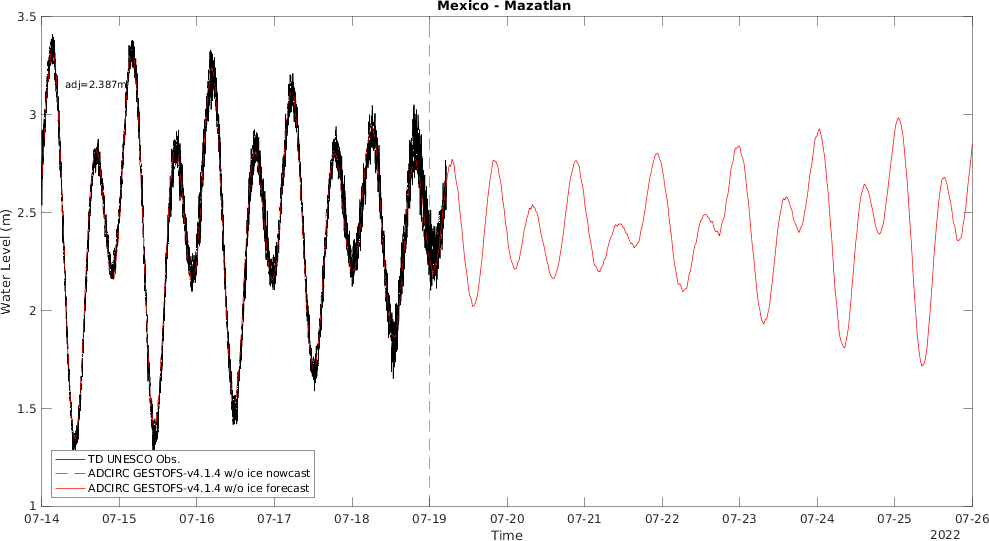 Mexico - Mazatlan
3.5
adj=2.387m
3
2.5
Water Level (m)
2
1.5
TD UNESCO Obs.
ADCIRC GESTOFS-v4.1.4 w/o ice nowcast
ADCIRC GESTOFS-v4.1.4 w/o ice forecast
1
07-14 07-15 07-16 07-17 07-18 07-19 07-20 07-21 07-22 07-23 07-24 07-25 07-26
Time
2022